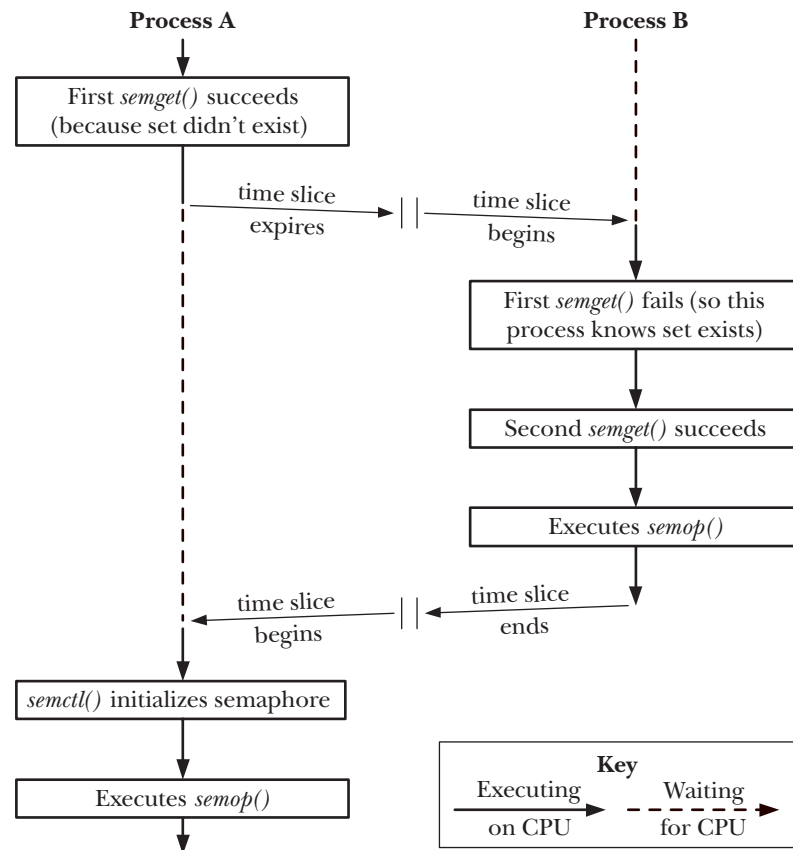 Process A
Process B
First semget() succeeds
(because set didn't exist)
time slice
expires
time slice
begins
First semget() fails (so this
process knows set exists)
Second semget() succeeds
Executes semop()
time slice
begins
time slice
ends
semctl() initializes semaphore
Executes semop()
Key
Executing
on CPU
Waiting
for CPU